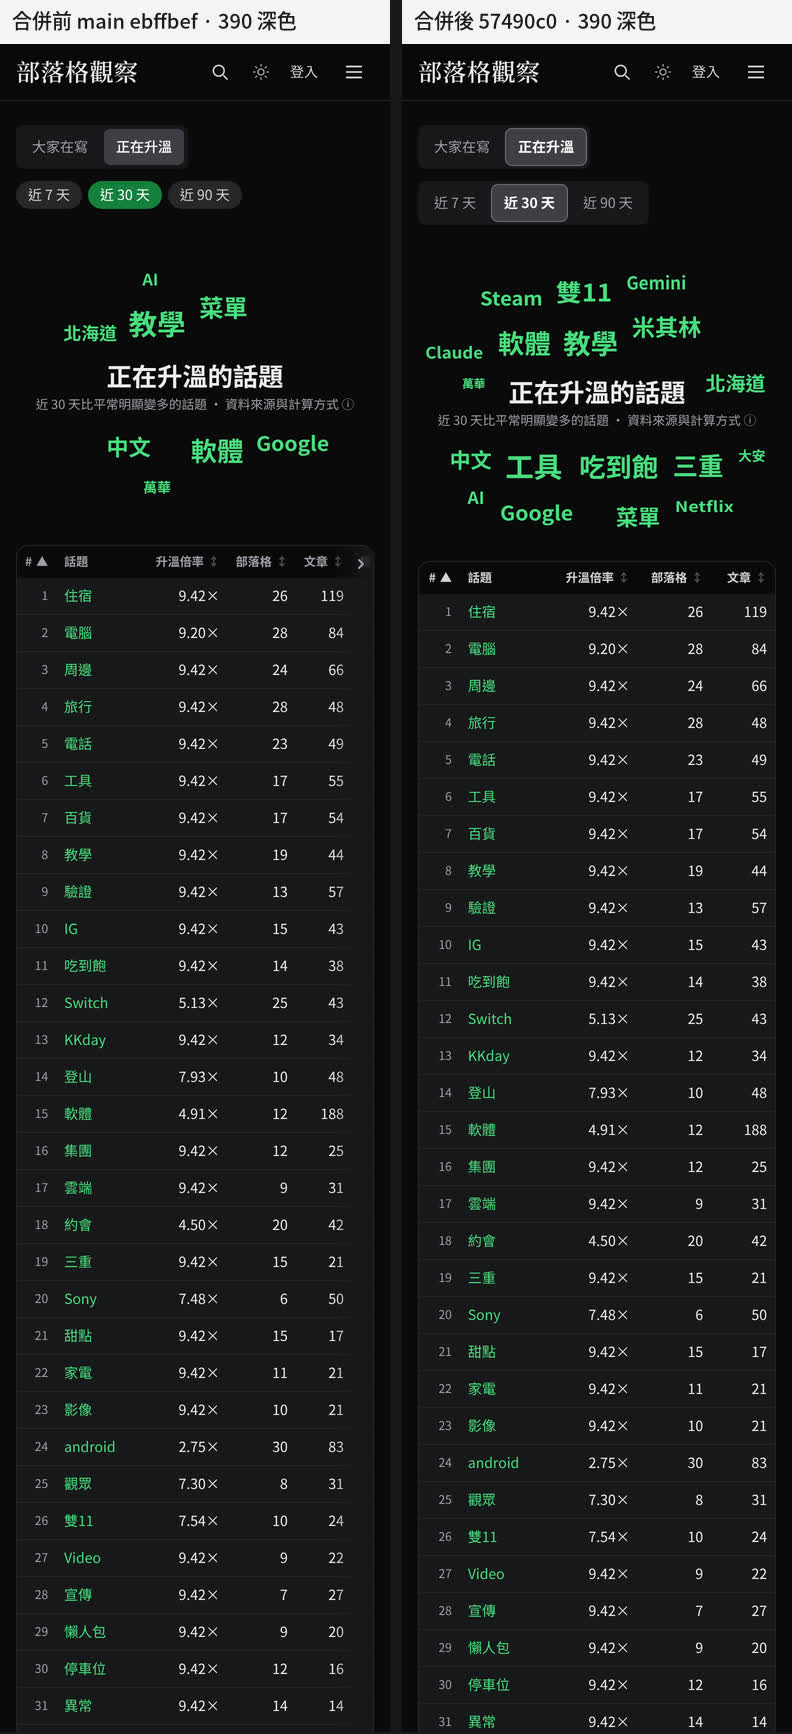 合併前 main ebffbef · 390 深色
部落格觀察
登入
大家在寫 正在升溫
近 7 天 近 30 天 近 90 天
AI
菜單
教學
北海道
正在升溫的話題
近 30 天比平常明顯變多的話題 · 資料來源與計算方式 ⓘ
中文 軟體 Google
萬華
# ▲ 話題 升溫倍率 ↕ 部落格 ↕ 文章 ↕ ›
1 住宿 9.42× 26 119
2 電腦 9.20× 28 84
3 周邊 9.42× 24 66
4 旅行 9.42× 28 48
5 電話 9.42× 23 49
6 工具 9.42× 17 55
7 百貨 9.42× 17 54
8 教學 9.42× 19 44
9 驗證 9.42× 13 57
10 IG 9.42× 15 43
11 吃到飽 9.42× 14 38
12 Switch 5.13× 25 43
13 KKday 9.42× 12 34
14 登山 7.93× 10 48
15 軟體 4.91× 12 188
16 集團 9.42× 12 25
17 雲端 9.42× 9 31
18 約會 4.50× 20 42
19 三重 9.42× 15 21
20 Sony 7.48× 6 50
21 甜點 9.42× 15 17
22 家電 9.42× 11 21
23 影像 9.42× 10 21
24 android 2.75× 30 83
25 觀眾 7.30× 8 31
26 雙11 7.54× 10 24
27 Video 9.42× 9 22
28 宣傳 9.42× 7 27
29 懶人包 9.42× 9 20
30 停車位 9.42× 12 16
31 異常 9.42× 14 14
合併後 57490c0 · 390 深色
部落格觀察
登入
大家在寫 正在升溫
近 7 天 近 30 天 近 90 天
Steam 雙11 Gemini
Claude 軟體 教學 米其林
萬華
正在升溫的話題
北海道
近 30 天比平常明顯變多的話題 · 資料來源與計算方式 ⓘ
中文 工具 吃到飽 三重 大安
AI Google 菜單 Netflix
# ▲ 話題 升溫倍率 ↕ 部落格 ↕ 文章 ↕
1 住宿 9.42× 26 119
2 電腦 9.20× 28 84
3 周邊 9.42× 24 66
4 旅行 9.42× 28 48
5 電話 9.42× 23 49
6 工具 9.42× 17 55
7 百貨 9.42× 17 54
8 教學 9.42× 19 44
9 驗證 9.42× 13 57
10 IG 9.42× 15 43
11 吃到飽 9.42× 14 38
12 Switch 5.13× 25 43
13 KKday 9.42× 12 34
14 登山 7.93× 10 48
15 軟體 4.91× 12 188
16 集團 9.42× 12 25
17 雲端 9.42× 9 31
18 約會 4.50× 20 42
19 三重 9.42× 15 21
20 Sony 7.48× 6 50
21 甜點 9.42× 15 17
22 家電 9.42× 11 21
23 影像 9.42× 10 21
24 android 2.75× 30 83
25 觀眾 7.30× 8 31
26 雙11 7.54× 10 24
27 Video 9.42× 9 22
28 宣傳 9.42× 7 27
29 懶人包 9.42× 9 20
30 停車位 9.42× 12 16
31 異常 9.42× 14 14